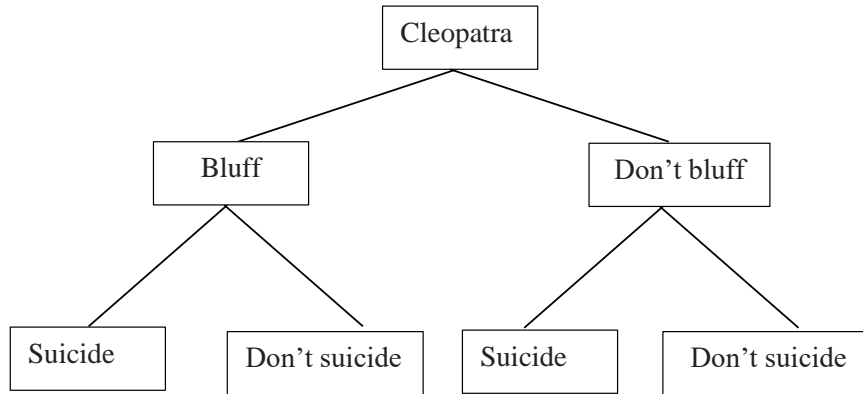 Cleopatra
Bluff
Don’t bluff
Suicide
Don’t suicide
Suicide
Don’t suicide